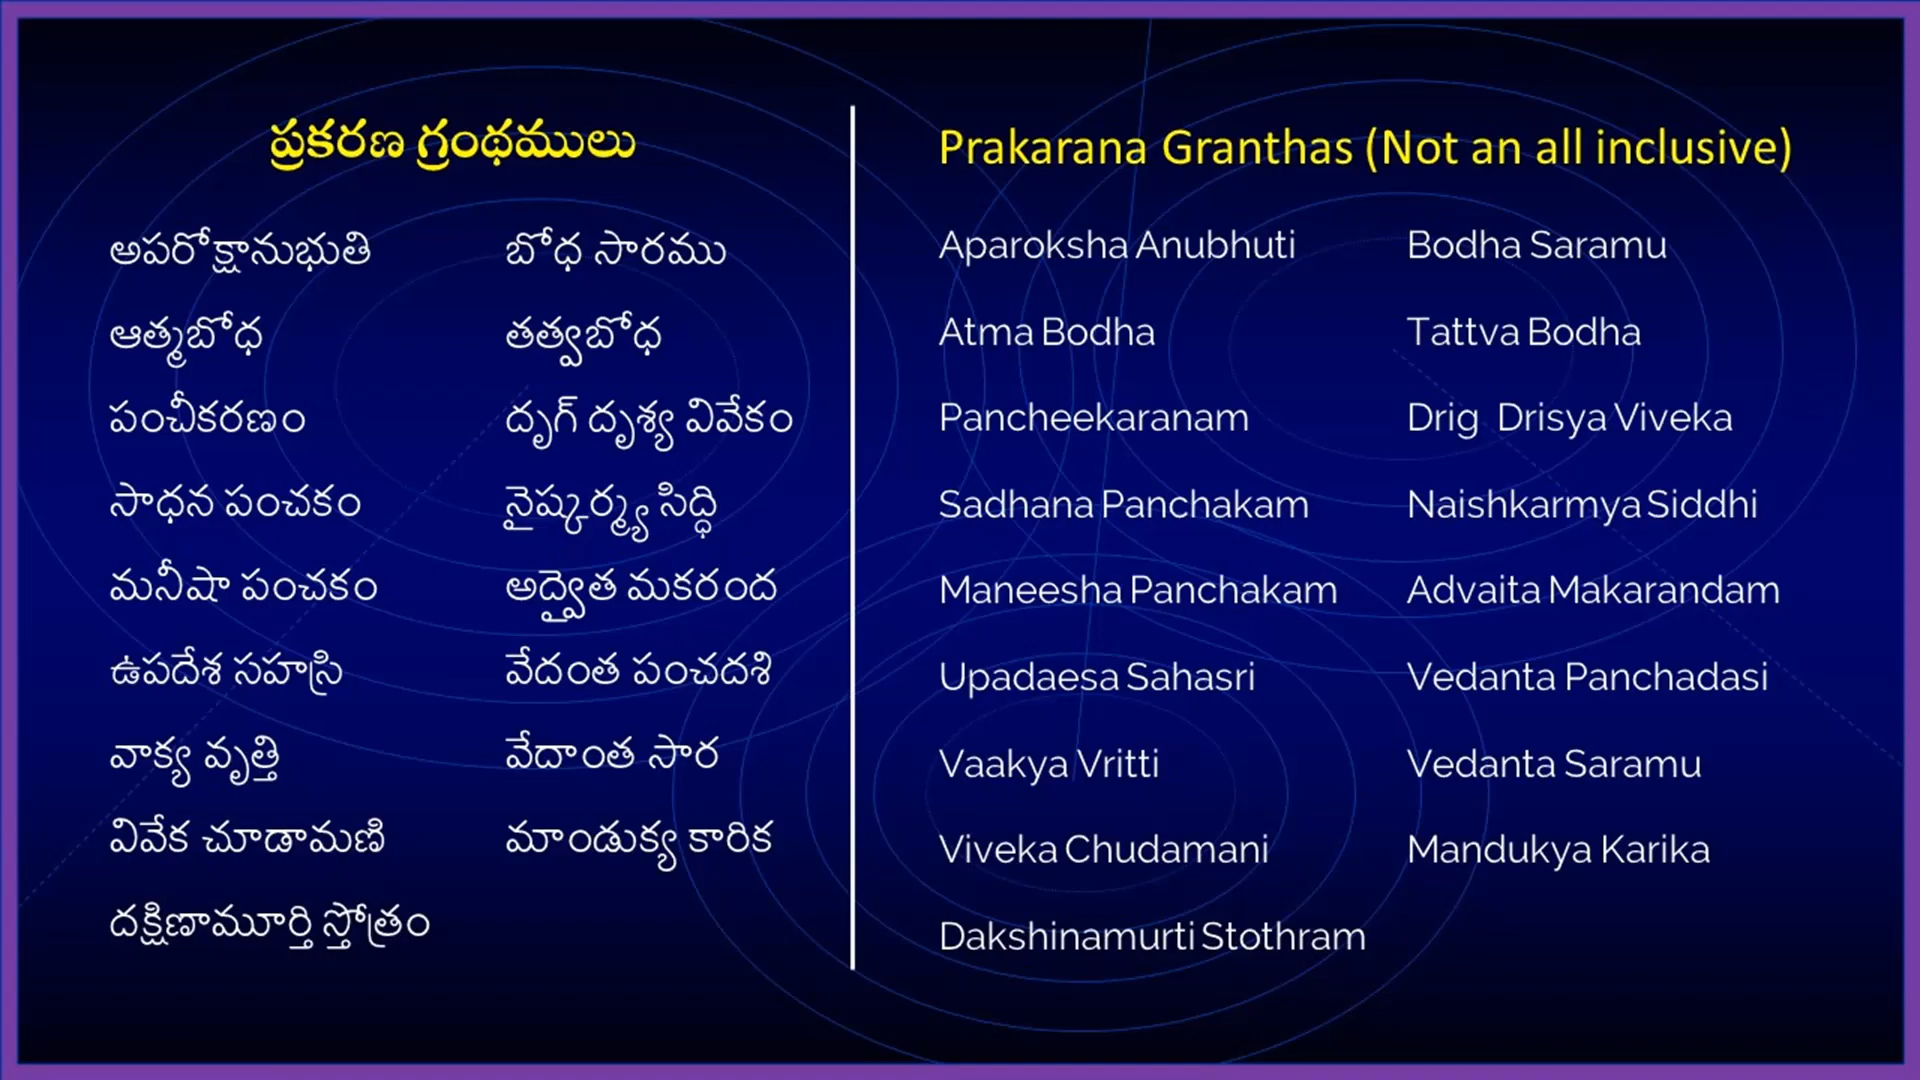 ప్రకరణ గ్రంథములు
అపరోక్షానుభుతి బోధ సారము
ఆత్మబోధ తత్వబోధ
పంచీకరణం దృగ్ దృశ్య వివేకం
సాధన పంచకం నైష్కర్మ్య సిద్ధి
మనీషా పంచకం అద్వైత మకరంద
ఉపదేశ సహస్రి వేదంత పంచదశి
వాక్య వృత్తి వేదాంత సార
వివేక చూడామణి మాండుక్య కారిక
దక్షిణామూర్తి స్తోత్రం
Prakarana Granthas (Not an all inclusive)
Aparoksha Anubhuti Bodha Saramu
Atma Bodha Tattva Bodha
Pancheekaranam Drig Drisya Viveka
Sadhana Panchakam Naishkarmya Siddhi
Maneesha Panchakam Advaita Makarandam
Upadaesa Sahasri Vedanta Panchadasi
Vaakya Vritti Vedanta Saramu
Viveka Chudamani Mandukya Karika
Dakshinamurti Stothram